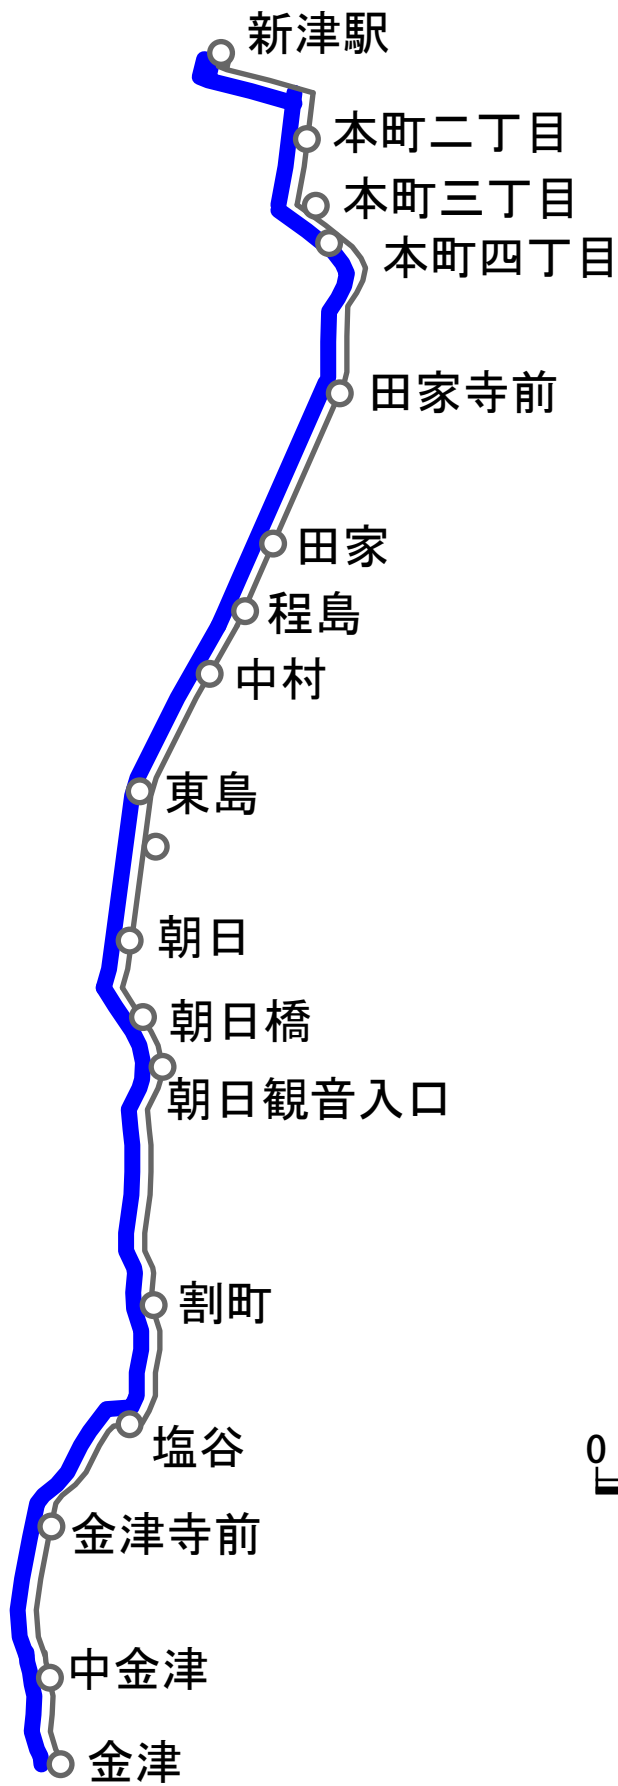 新津駅
本町二丁目
本町三丁目
本町四丁目
田家寺前
田家
程島
中村
東島
朝日
朝日橋
朝日観音入口
割町
塩谷
0
金津寺前
中金津
金津